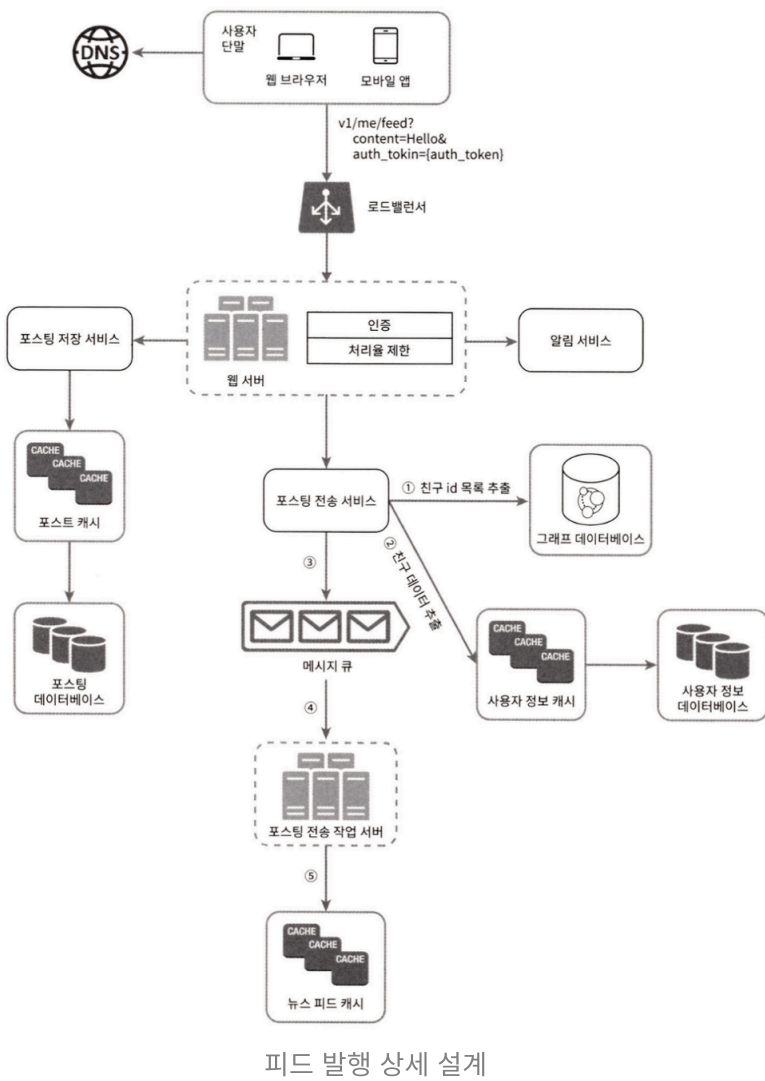 DNS
사용자
단말
웹 브라우저
모바일 앱
v1/me/feed?
content=Hello&
auth_tokin={auth_token}
로드밸런서
포스팅 저장 서비스
인증
처리율 제한
웹 서버
알림 서비스
CACHE
CACHE
CACHE
포스트 캐시
포스팅 전송 서비스
① 친구 id 목록 추출
그래프 데이터베이스
② 친구 데이터 추출
③
메시지 큐
포스팅
데이터베이스
CACHE
CACHE
CACHE
사용자 정보 캐시
사용자 정보
데이터베이스
④
포스팅 전송 작업 서버
⑤
CACHE
CACHE
CACHE
뉴스 피드 캐시
피드 발행 상세 설계